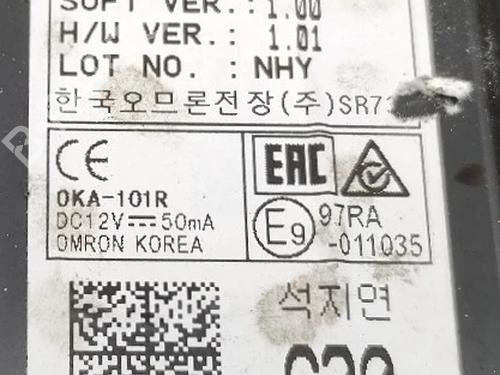 SOFT VER.: 1.00
H/W VER.: 1.01
LOT NO. : NHY
한국오므론전장(주)SR7
CE
EAC
OKA-101R
DC12V⎓50mA
OMRON KOREA
E9
97RA
-011035
석지연